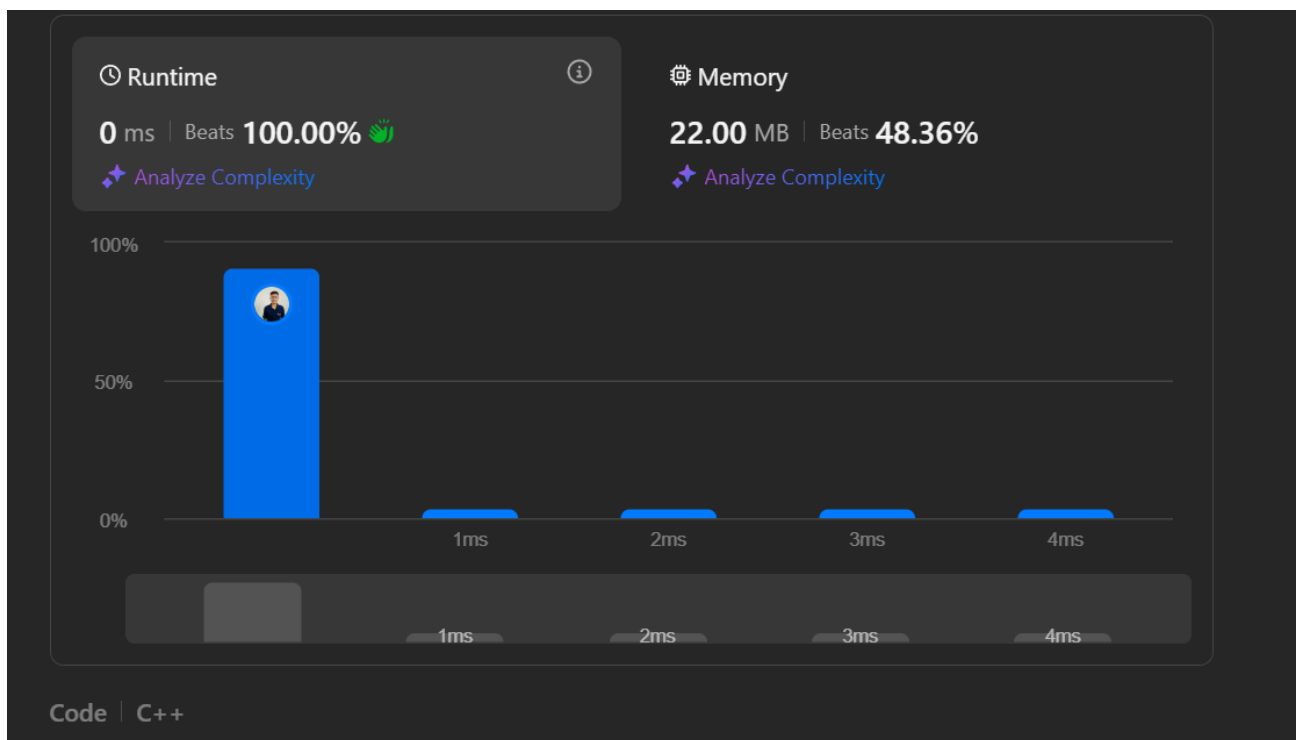 Runtime
0 ms | Beats 100.00%
Analyze Complexity
Memory
22.00 MB | Beats 48.36%
Analyze Complexity
100%
50%
0%
1ms 2ms 3ms 4ms
1ms 2ms 3ms 4ms
Code | C++